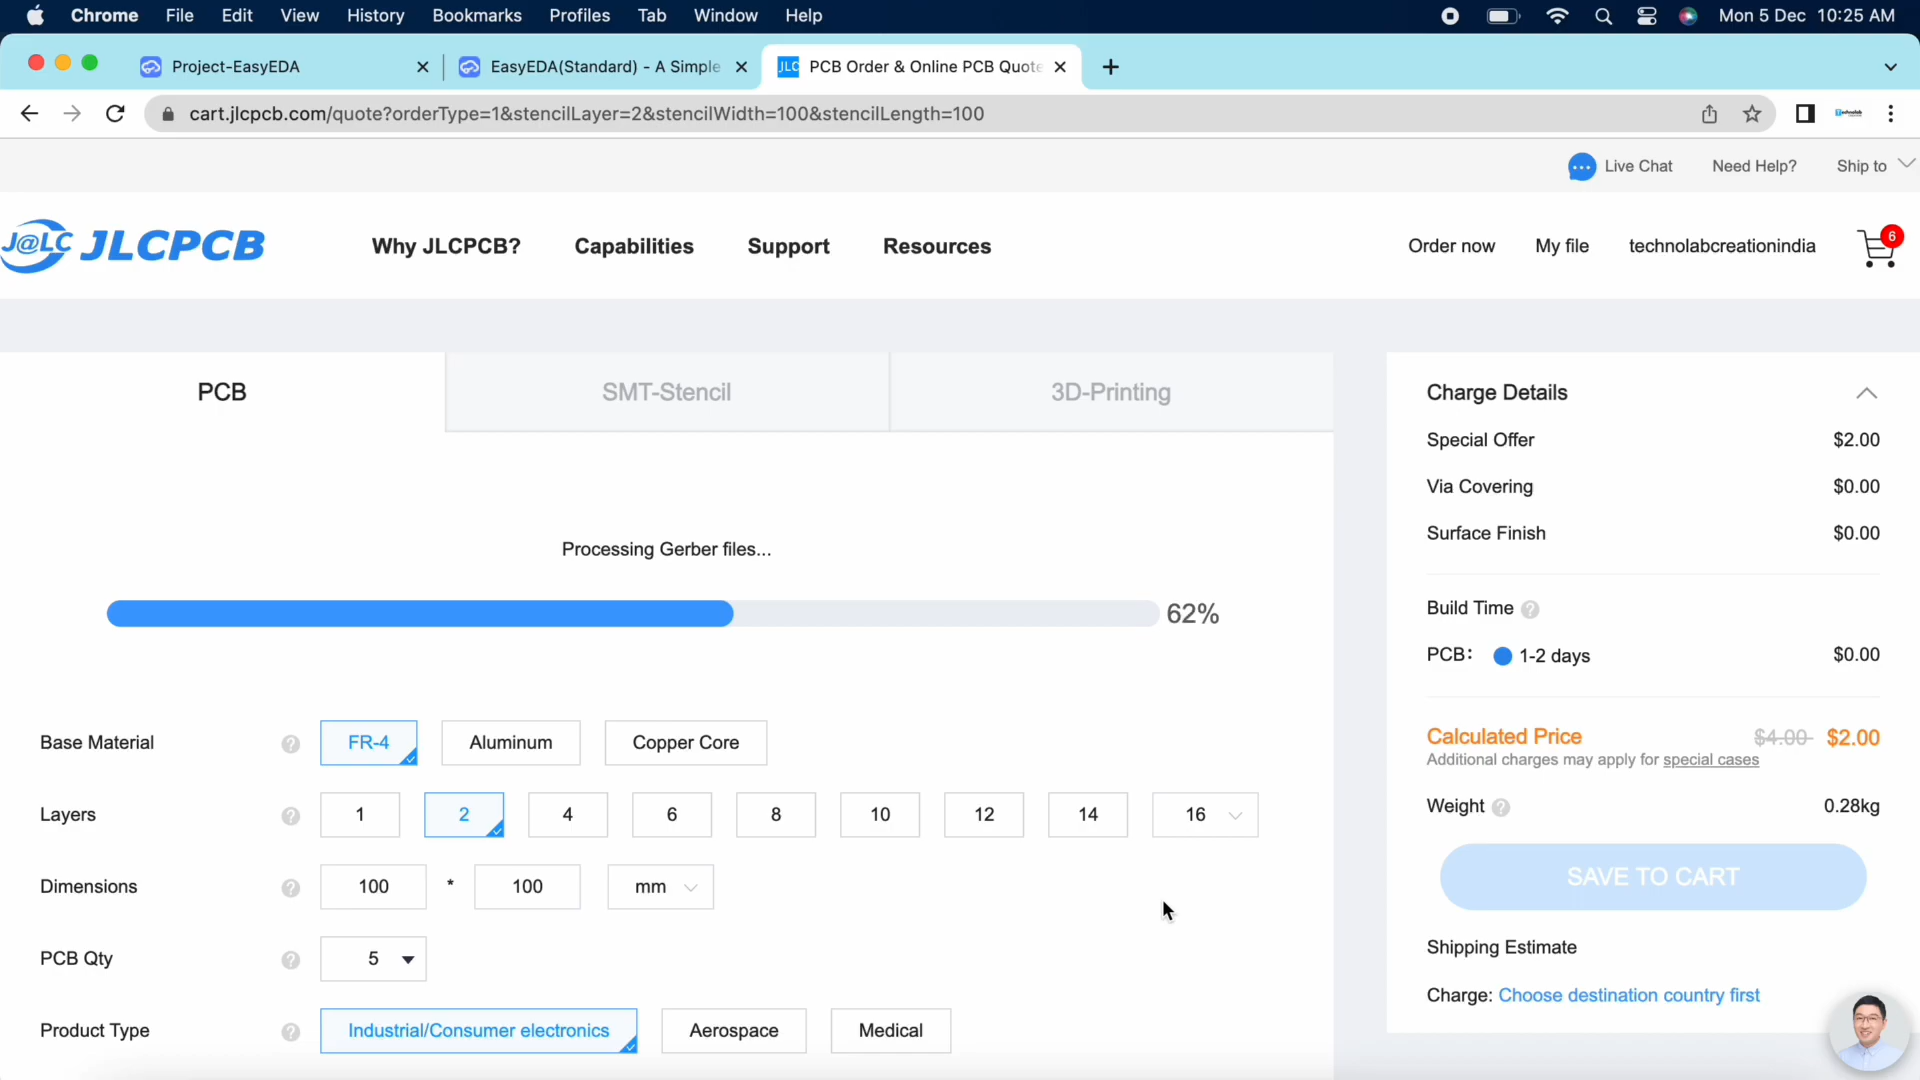 Chrome File Edit View History Bookmarks Profiles Tab Window Help Mon 5 Dec 10:25 AM
Project-EasyEDA EasyEDA(Standard) - A Simple JLC PCB Order & Online PCB Quote
cart.jlcpcb.com/quote?orderType=1&stencilLayer=2&stencilWidth=100&stencilLength=100
Live Chat Need Help? Ship to
J@LC JLCPCB Why JLCPCB? Capabilities Support Resources Order now My file technolabcreationindia 6
PCB SMT-Stencil 3D-Printing
Processing Gerber files...
62%
Base Material ? FR-4 Aluminum Copper Core
Layers ? 1 2 4 6 8 10 12 14 16
Dimensions ? 100 * 100 mm
PCB Qty ? 5
Product Type ? Industrial/Consumer electronics Aerospace Medical
Charge Details
Special Offer $2.00
Via Covering $0.00
Surface Finish $0.00
Build Time ?
PCB: 1-2 days $0.00
Calculated Price $4.00 $2.00
Additional charges may apply for special cases
Weight ? 0.28kg
SAVE TO CART
Shipping Estimate
Charge: Choose destination country first